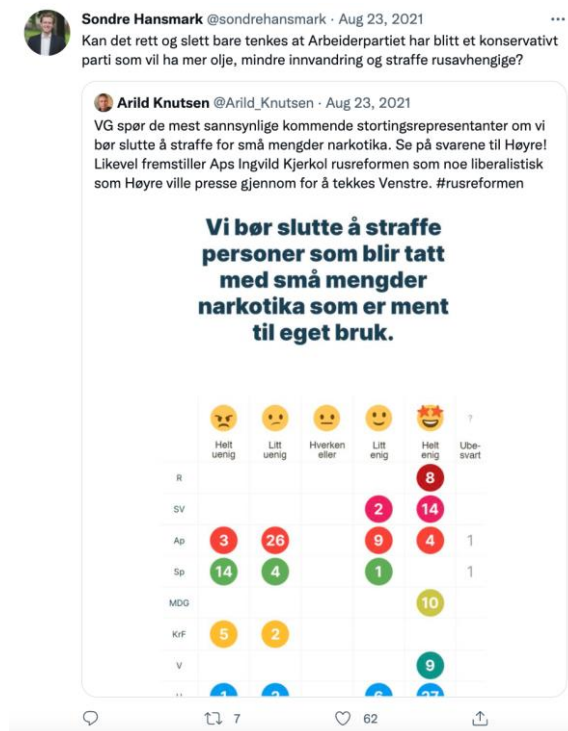 Sondre Hansmark @sondrehansmark · Aug 23, 2021
Kan det rett og slett bare tenkes at Arbeiderpartiet har blitt et konservativt
parti som vil ha mer olje, mindre innvandring og straffe rusavhengige?
Arild Knutsen @Arild_Knutsen · Aug 23, 2021
VG spør de mest sannsynlige kommende stortingsrepresentanter om vi
bør slutte å straffe for små mengder narkotika. Se på svarene til Høyre!
Likevel fremstiller Aps Ingvild Kjerkol rusreformen som noe liberalistisk
som Høyre ville presse gjennom for å tekkes Venstre. #rusreformen
Vi bør slutte å straffe
personer som blir tatt
med små mengder
narkotika som er ment
til eget bruk.
?
Helt uenig Litt uenig Hverken eller Litt enig Helt enig Ube-svart
R 8
SV 2 14
Ap 3 26 9 4 1
Sp 14 4 1 1
MDG 10
KrF 5 2
V 9
7 62